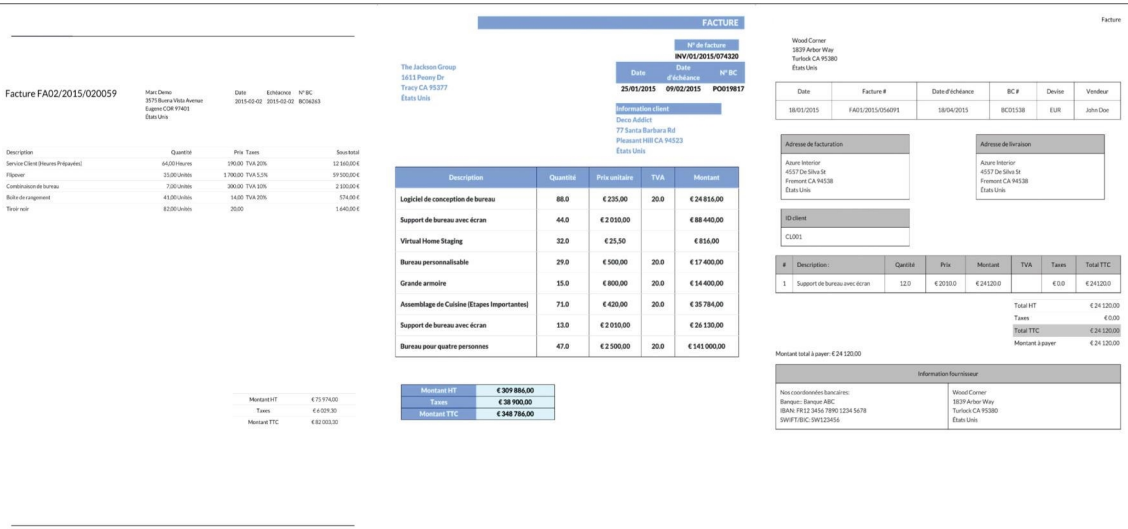 Facture FA02/2015/020059
Marc Demo
3575 Buena Vista Avenue
Eugene COR 97401
États Unis
Date Echéacnce N° BC
2015-02-02 2015-02-02 BC06263
Description Quantité Prix Taxes Sous total
Service Client (Heures Prépayées) 64,00 Heures 190,00 TVA 20% 12 160,00 €
Flipover 35,00 Unités 1 700,00 TVA 5,5% 59 500,00 €
Combinaison de bureau 7,00 Unités 300,00 TVA 10% 2 100,00 €
Boîte de rangement 41,00 Unités 14,00 TVA 20% 574,00 €
Tiroir noir 82,00 Unités 20,00 1 640,00 €
Montant HT € 75 974,00
Taxes € 6 029,30
Montant TTC € 82 003,30
FACTURE
N° de facture
INV/01/2015/074320
The Jackson Group
1611 Peony Dr
Tracy CA 95377
États Unis
Date Date d'échéance N° BC
25/01/2015 09/02/2015 PO019817
Information client
Deco Addict
77 Santa Barbara Rd
Pleasant Hill CA 94523
États Unis
Description Quantité Prix unitaire TVA Montant
Logiciel de conception de bureau 88.0 € 235,00 20.0 € 24 816,00
Support de bureau avec écran 44.0 € 2 010,00 € 88 440,00
Virtual Home Staging 32.0 € 25,50 € 816,00
Bureau personnalisable 29.0 € 500,00 20.0 € 17 400,00
Grande armoire 15.0 € 800,00 20.0 € 14 400,00
Assemblage de Cuisine (Etapes Importantes) 71.0 € 420,00 20.0 € 35 784,00
Support de bureau avec écran 13.0 € 2 010,00 € 26 130,00
Bureau pour quatre personnes 47.0 € 2 500,00 20.0 € 141 000,00
Montant HT € 309 886,00
Taxes € 38 900,00
Montant TTC € 348 786,00
Facture
Wood Corner
1839 Arbor Way
Turlock CA 95380
États Unis
Date Facture # Date d'échéance BC # Devise Vendeur
18/01/2015 FA01/2015/056091 18/04/2015 BC01538 EUR John Doe
Adresse de facturation
Azure Interior
4557 De Silva St
Fremont CA 94538
États Unis
Adresse de livraison
Azure Interior
4557 De Silva St
Fremont CA 94538
États Unis
ID client
CL001
# Description : Qantité Prix Montant TVA Taxes Total TTC
1 Support de bureau avec écran 12.0 € 2010.0 € 24120.0 € 0.0 € 24120.0
Total HT € 24 120,00
Taxes € 0,00
Total TTC € 24 120,00
Montant à payer € 24 120,00
Montant total à payer: € 24 120,00
Information fournisseur
Nos coordonnées bancaires:
Banque:: Banque ABC
IBAN: FR12 3456 7890 1234 5678
SWIFT/BIC: SW123456
Wood Corner
1839 Arbor Way
Turlock CA 95380
États Unis